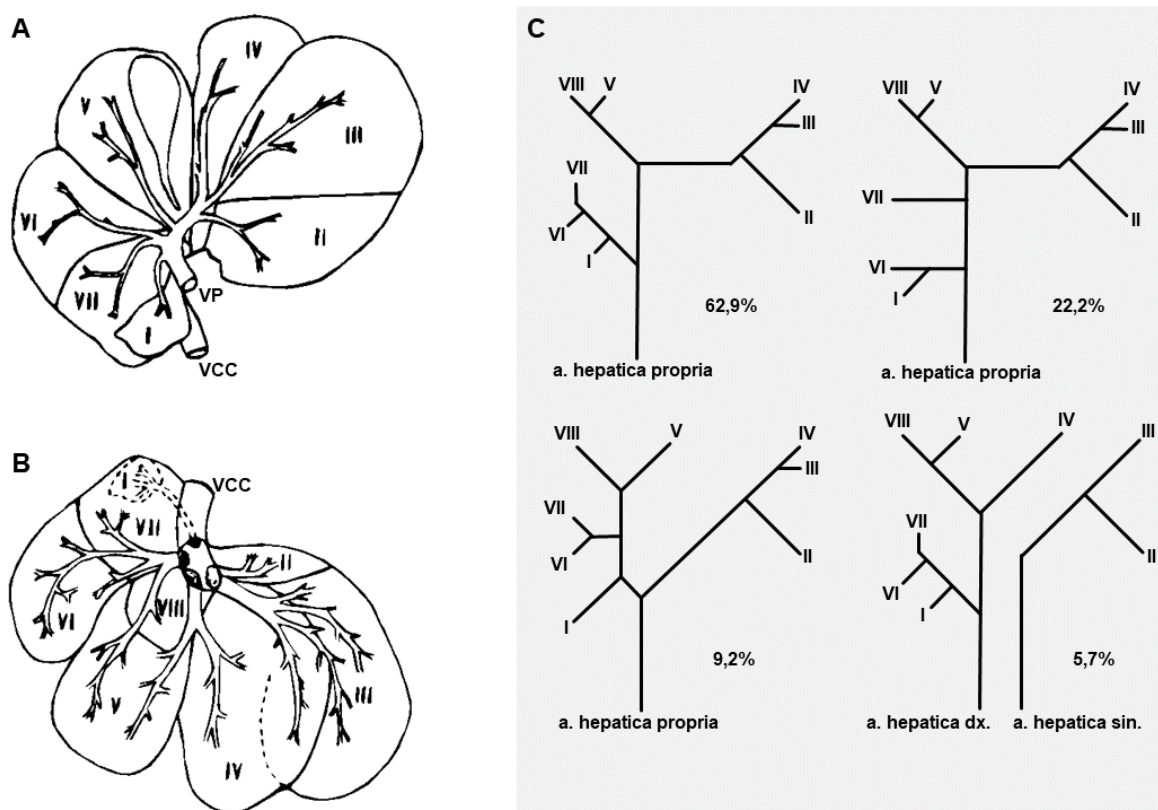 A
IV
V
III
VI
II
VII
I
VP
VCC
B
I
VCC
VII
II
VI
VIII
V
III
IV
C
VIII V
IV
III
VII
VI
I
II
62,9%
a. hepatica propria
VIII V
IV
III
VII
II
VI
I
22,2%
a. hepatica propria
VIII
V
IV
III
VII
VI
II
I
9,2%
a. hepatica propria
VIII V
IV
III
VII
VI
I
II
5,7%
a. hepatica dx.
a. hepatica sin.